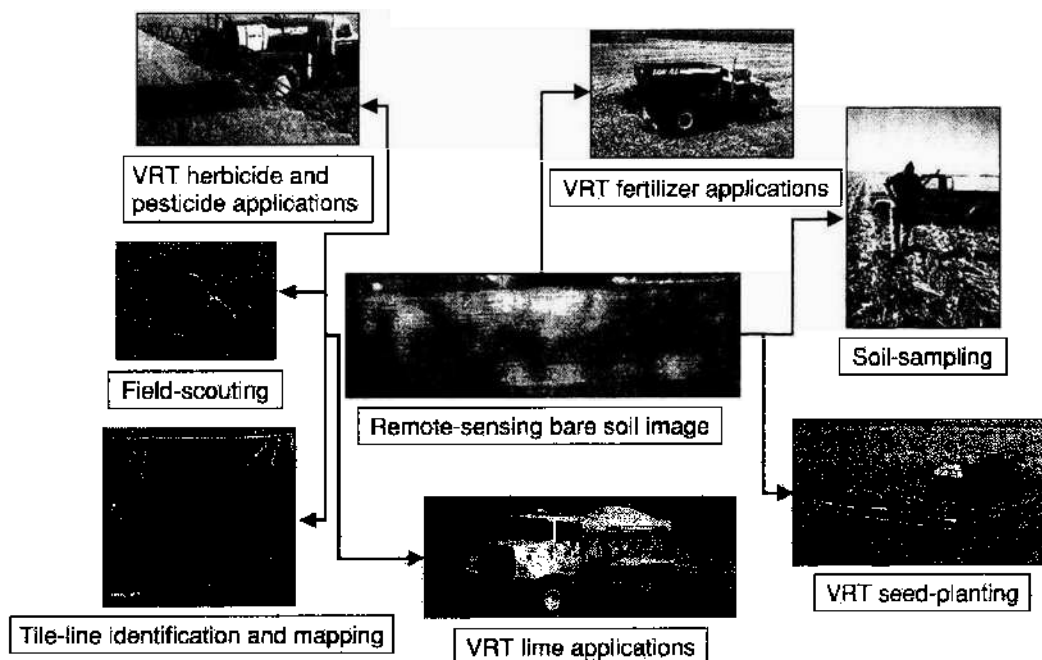 VRT herbicide and
pesticide applications
VRT fertilizer applications
Soil-sampling
Field-scouting
Remote-sensing bare soil image
VRT seed-planting
Tile-line identification and mapping
VRT lime applications